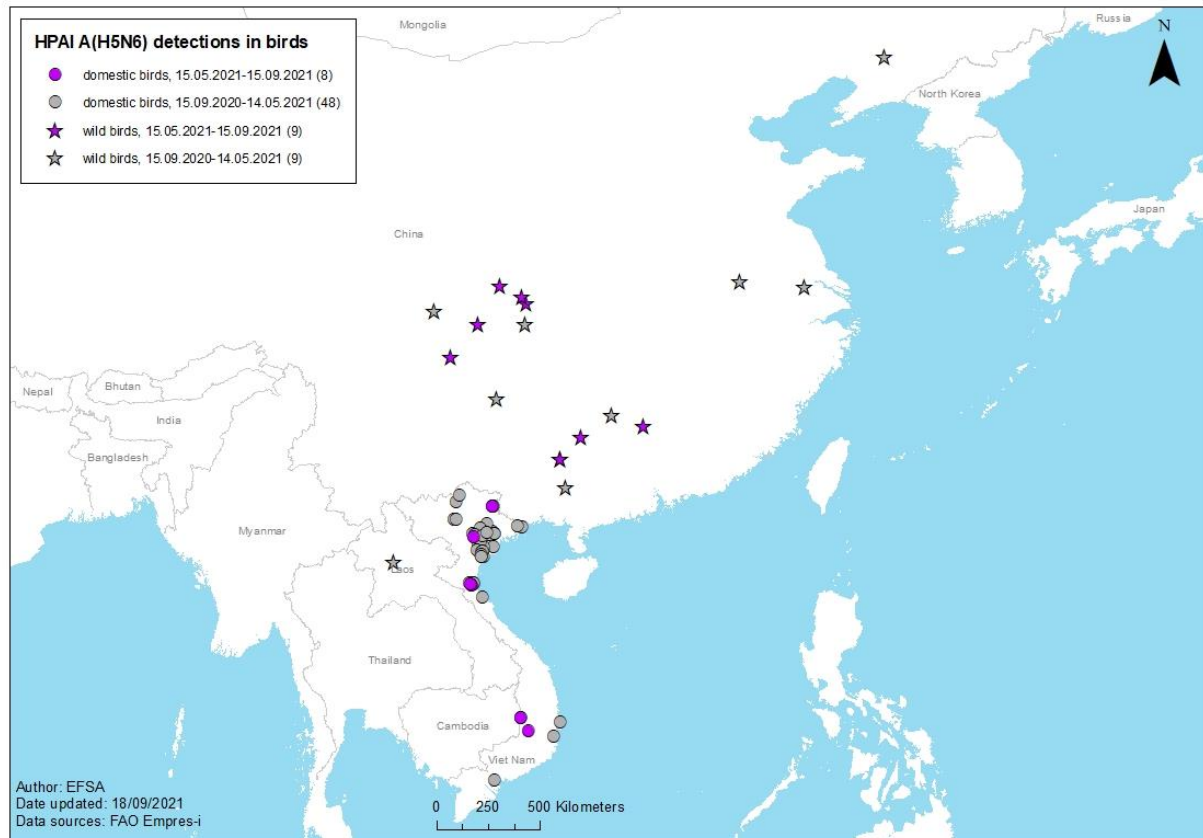 Mongolia
Russia
N
HPAI A(H5N6) detections in birds
domestic birds, 15.05.2021-15.09.2021 (8)
domestic birds, 15.09.2020-14.05.2021 (48)
wild birds, 15.05.2021-15.09.2021 (9)
wild birds, 15.09.2020-14.05.2021 (9)
North Korea
Japan
China
Nepal
Bhutan
India
Bangladesh
Myanmar
Laos
Thailand
Cambodia
Viet Nam
Author: EFSA
Date updated: 18/09/2021
Data sources: FAO Empres-i
0 250 500 Kilometers